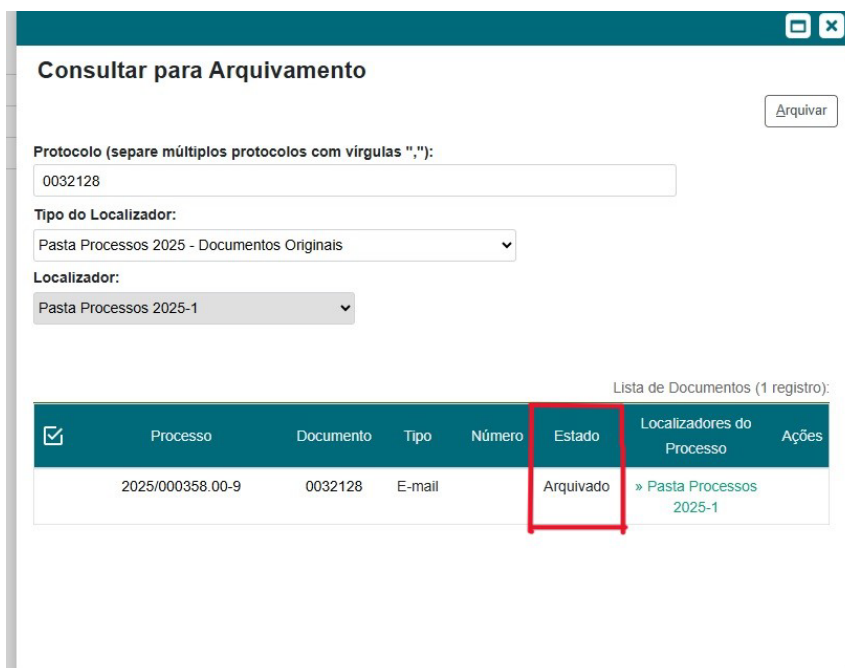 Consultar para Arquivamento
Arquivar
Protocolo (separe múltiplos protocolos com vírgulas ","):
0032128
Tipo do Localizador:
Pasta Processos 2025 - Documentos Originais
Localizador:
Pasta Processos 2025-1
Lista de Documentos (1 registro):
Processo Documento Tipo Número Estado Localizadores do Processo Ações
2025/000358.00-9 0032128 E-mail Arquivado » Pasta Processos 2025-1